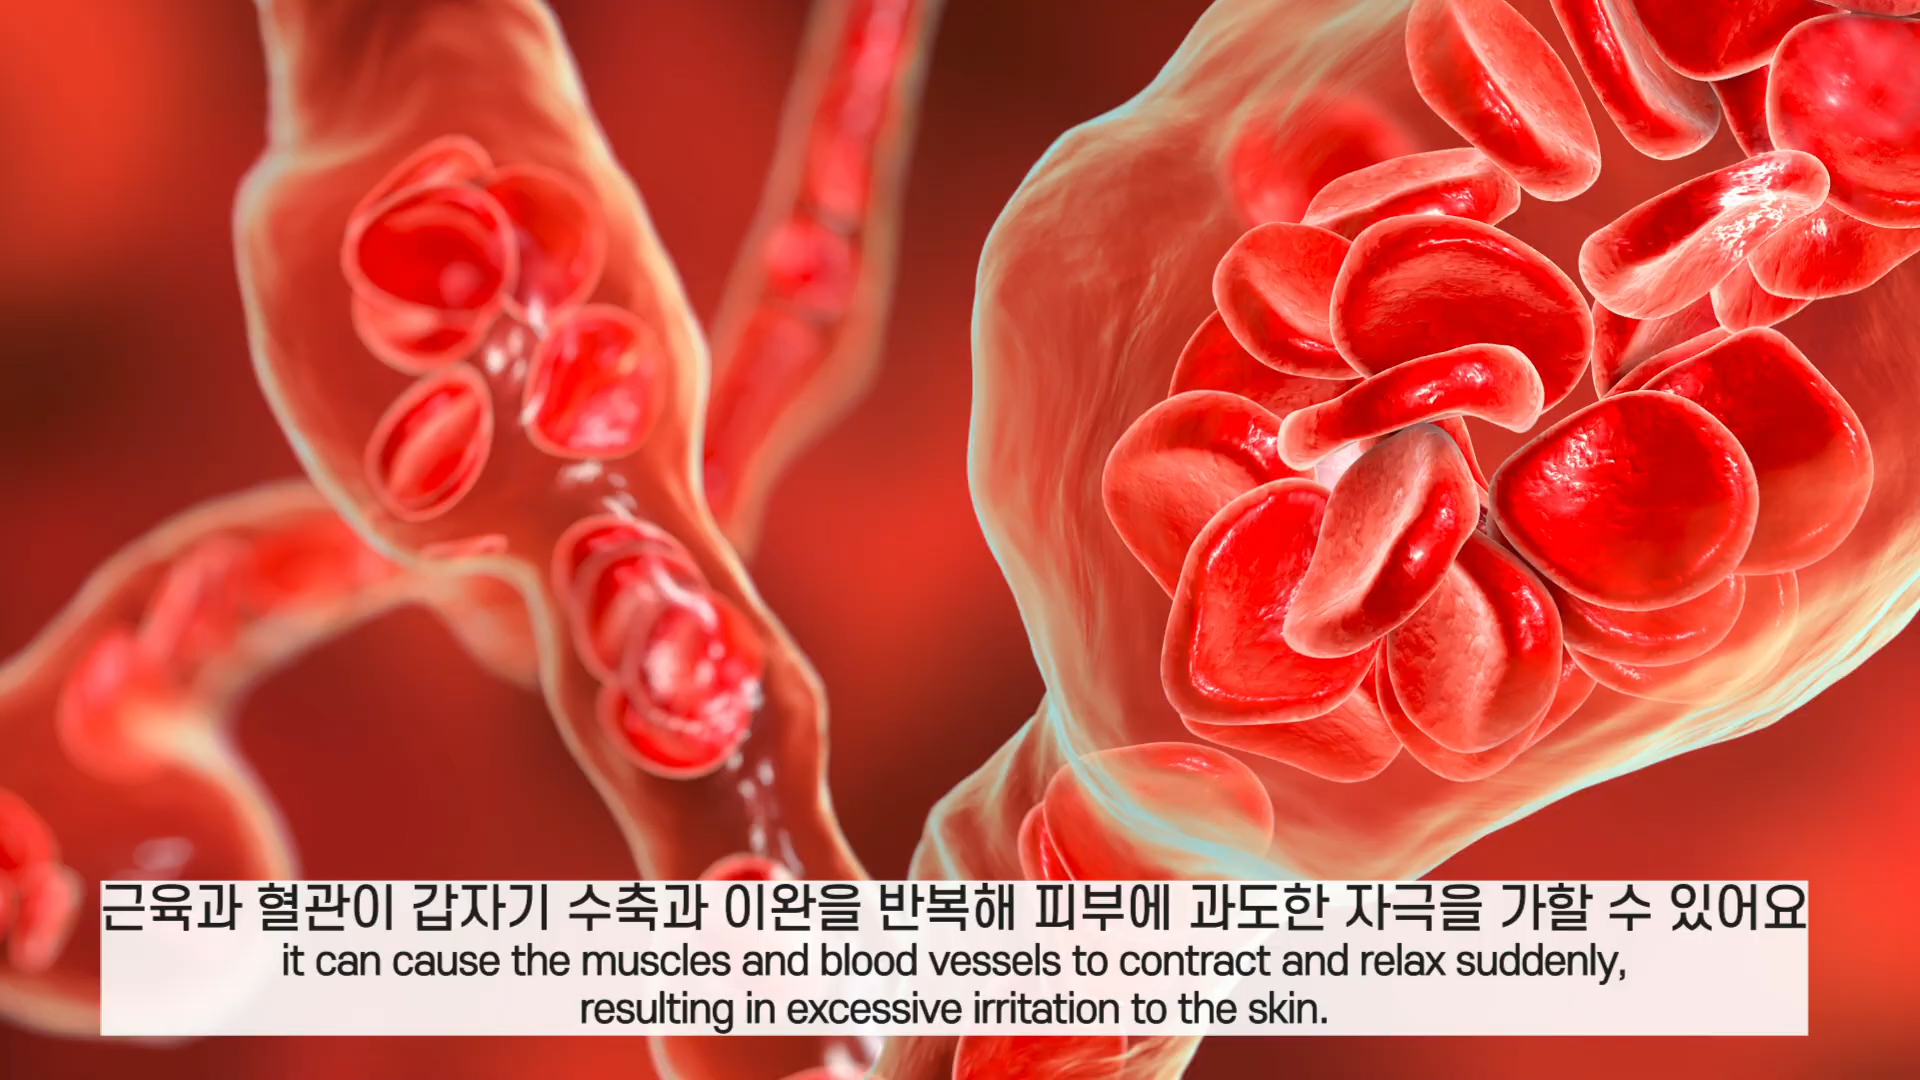 근육과 혈관이 갑자기 수축과 이완을 반복해 피부에 과도한 자극을 가할 수 있어요
it can cause the muscles and blood vessels to contract and relax suddenly,
resulting in excessive irritation to the skin.